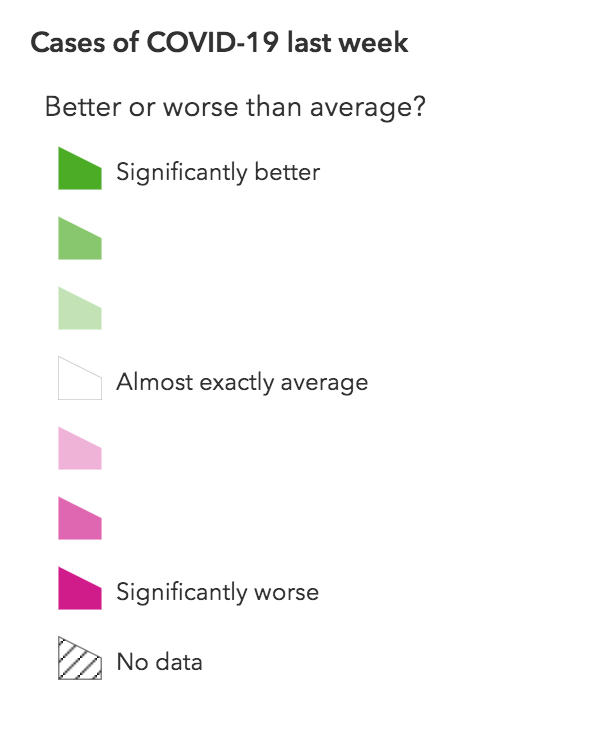 Cases of COVID-19 last week
Better or worse than average?
Significantly better
Almost exactly average
Significantly worse
No data